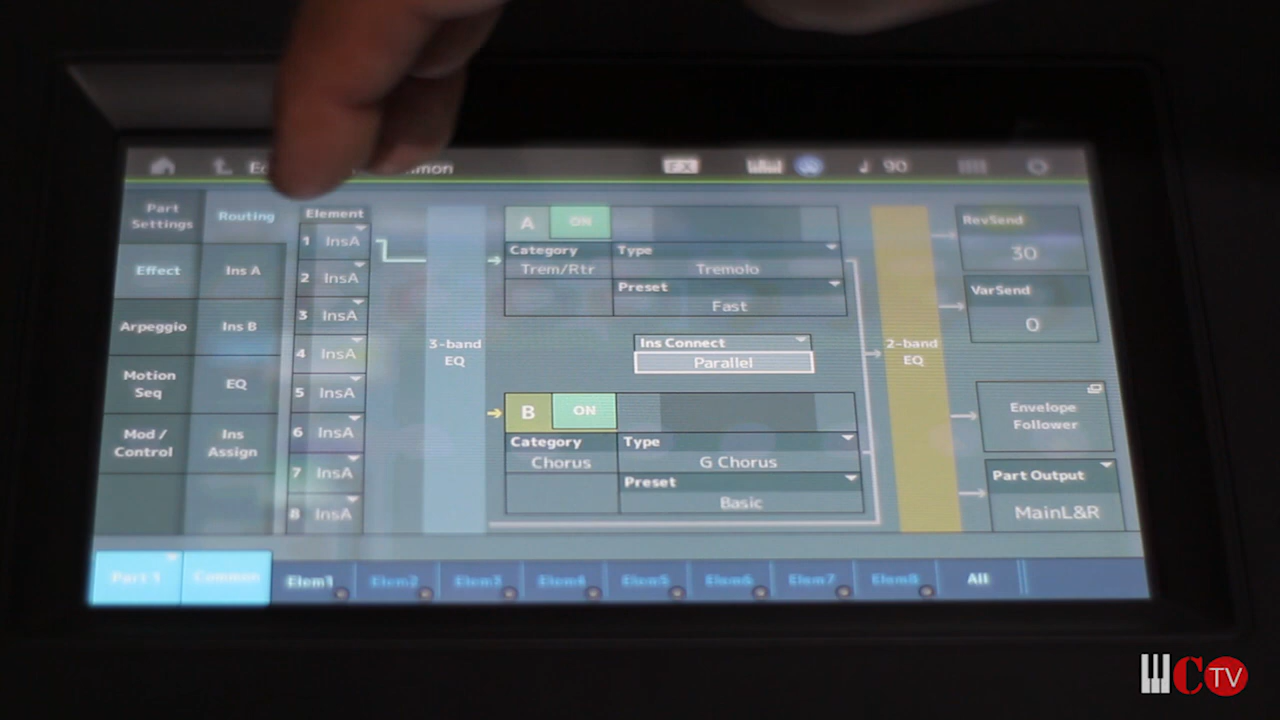 mmon
FX
90
Part
Settings
Routing
Element
Effect
Ins A
Arpeggio
Ins B
Motion
Seq
EQ
Mod /
Control
Ins
Assign
1 InsA
2 InsA
3 InsA
4 InsA
5 InsA
6 InsA
7 InsA
8 InsA
3-band
EQ
A ON
Category Type
Trem/Rtr Tremolo
Preset
Fast
Ins Connect
Parallel
B ON
Category Type
Chorus G Chorus
Preset
Basic
2-band
EQ
RevSend
30
VarSend
0
Envelope
Follower
Part Output
MainL&R
Part 1 Common Elem1 Elem2 Elem3 Elem4 Elem5 Elem6 Elem7 Elem8 All
CTV